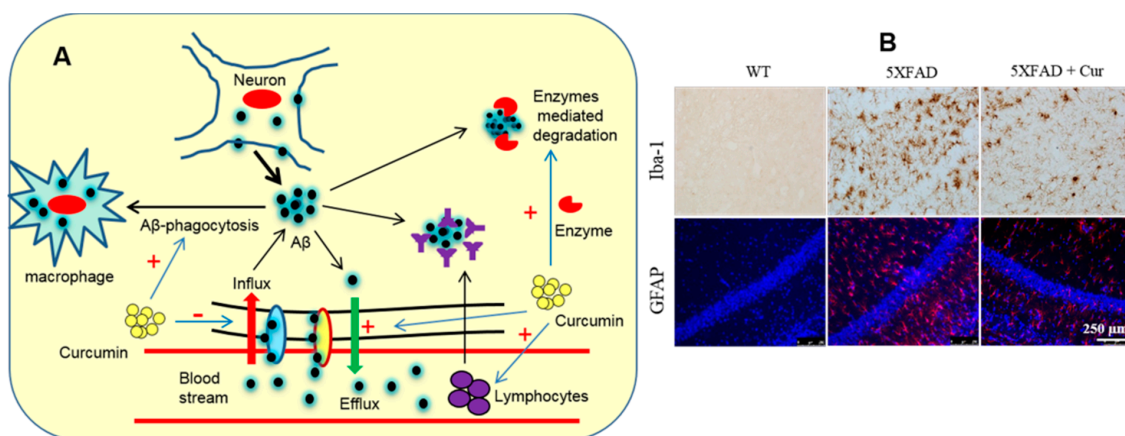 A
Neuron
Enzymes
mediated
degradation
Aβ-phagocytosis
Aβ
+
Enzyme
macrophage
+
Influx
Curcumin
-
+
Curcumin
+
Blood
stream
Efflux
Lymphocytes
B
WT
5XFAD
5XFAD + Cur
Iba-1
GFAP
250 μm